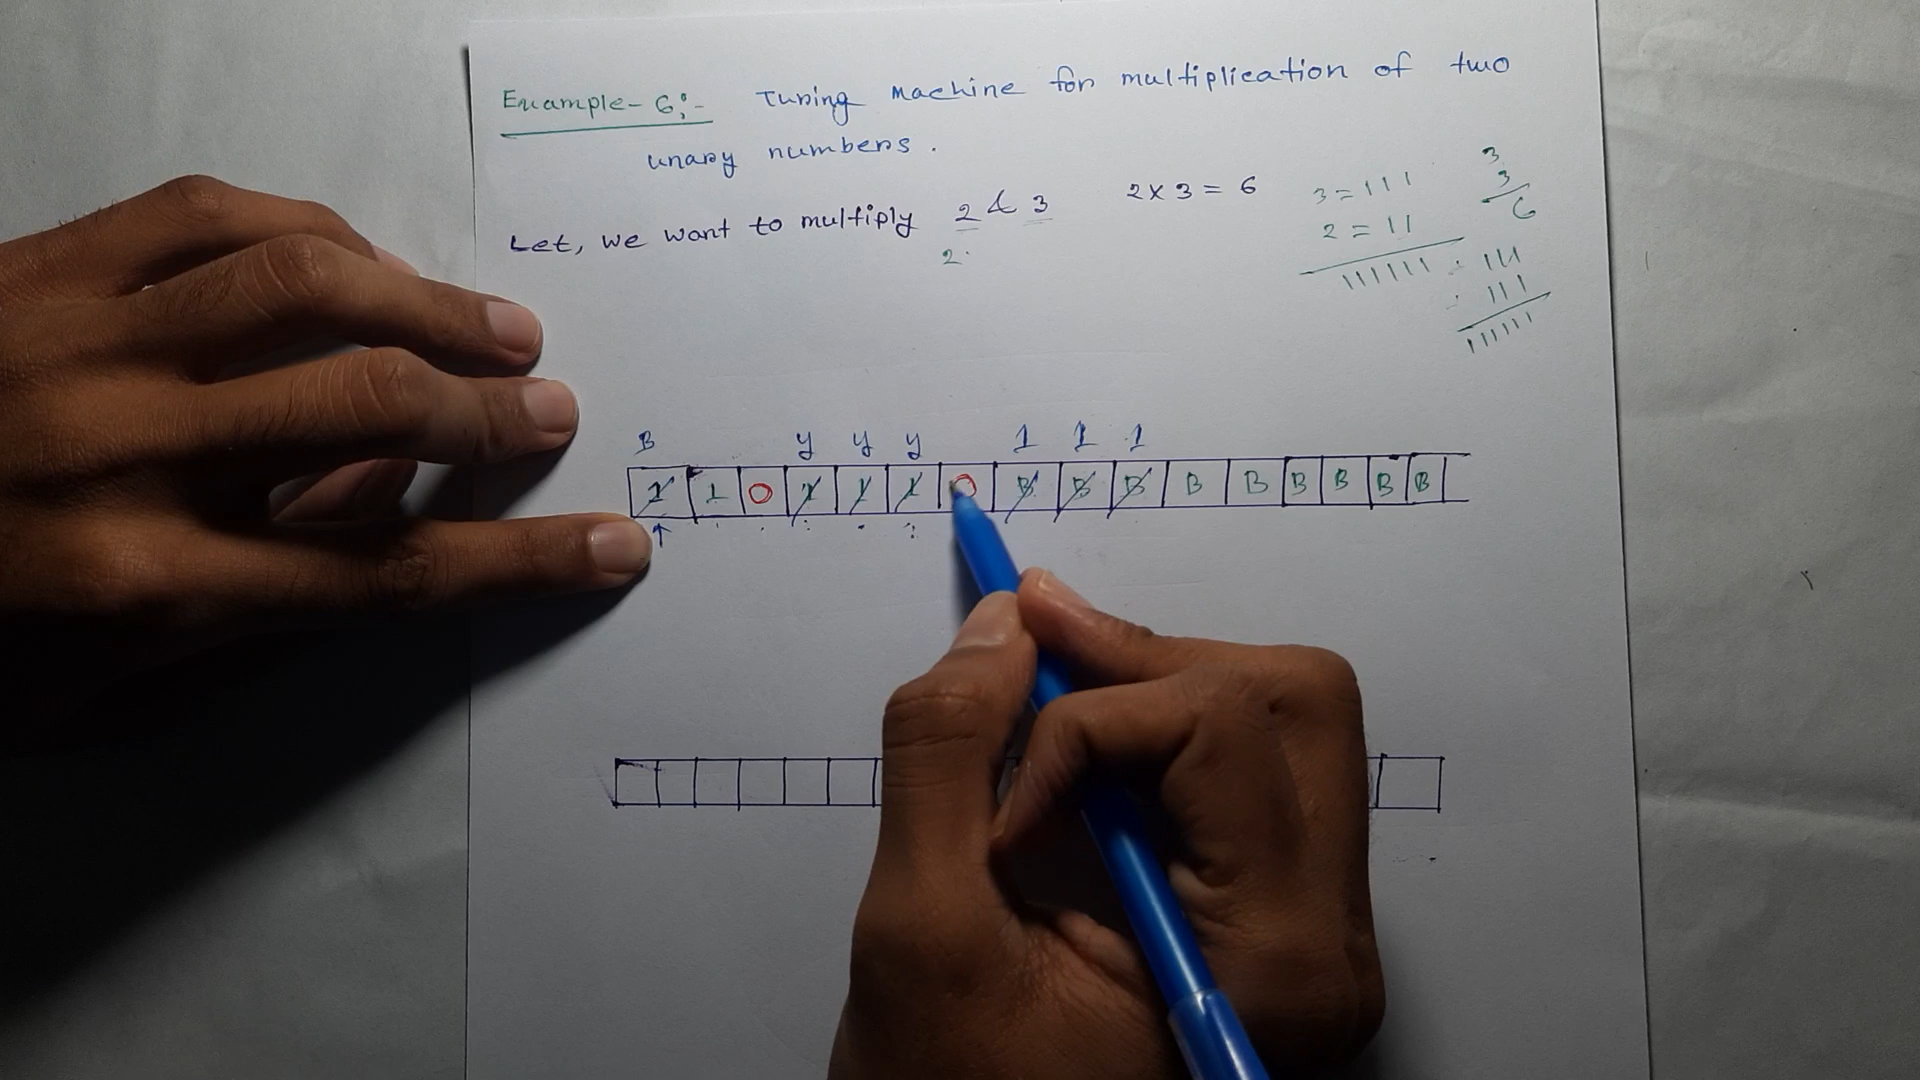 Example- 6:- Turing Machine for multiplication of two
unary numbers.
Let, we want to multiply 2 & 3
2 x 3 = 6
2.
3 = 111
2 = 11
111111
3
3
6
111
111
111111
B y y y 1 1 1
1 1 0 1 1 1 0 B B B B B B B B B